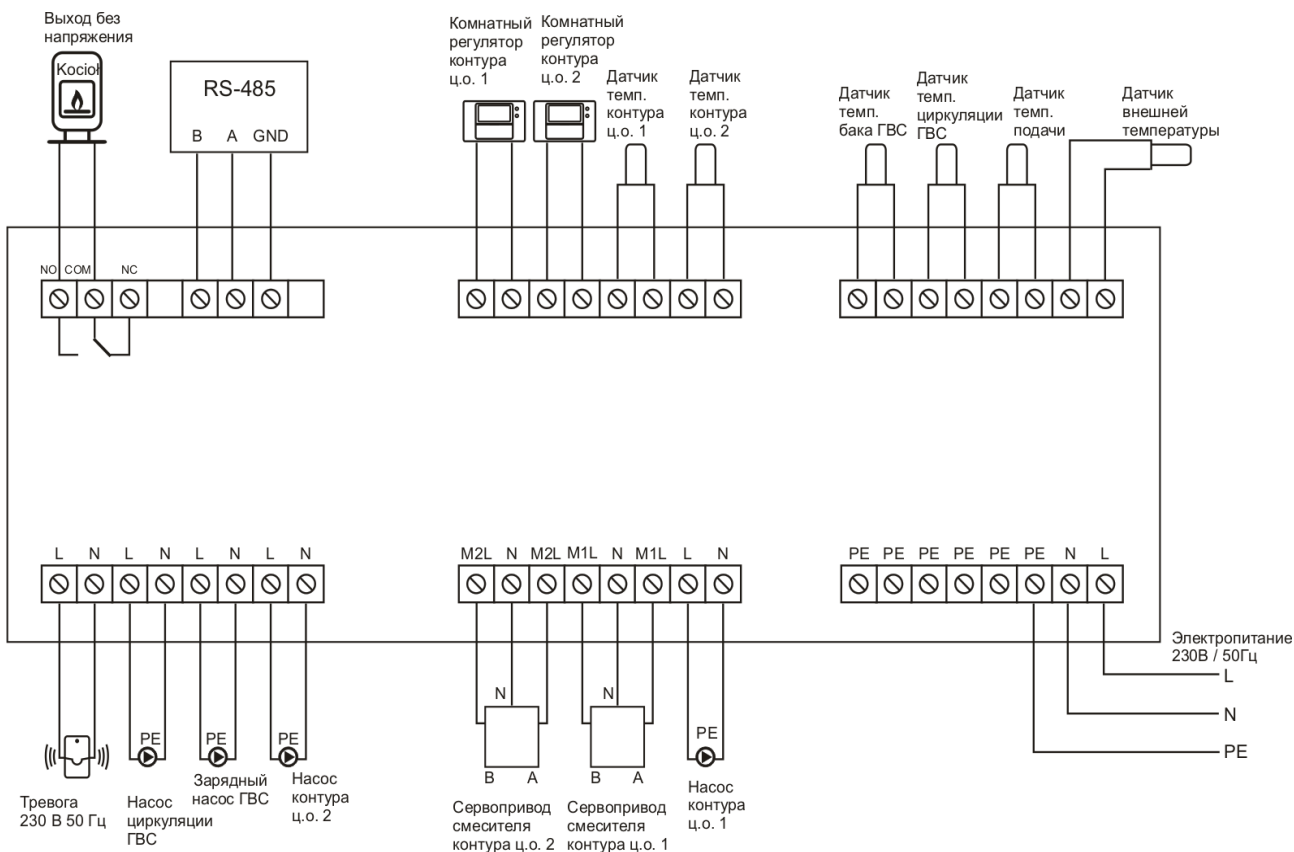 Выход без
напряжения
Kocioł
RS-485
B A GND
Комнатный
регулятор
контура
ц.о. 1
Комнатный
регулятор
контура
ц.о. 2
Датчик
темп.
контура
ц.о. 1
Датчик
темп.
контура
ц.о. 2
Датчик
темп.
бака ГВС
Датчик
темп.
циркуляции
ГВС
Датчик
темп.
подачи
Датчик
внешней
температуры
NO COM NC
L N L N L N L N
M2L N M2L M1L N M1L L N
PE PE PE PE PE PE N L
Электропитание
230В / 50Гц
L
N
PE
N
N
PE
PE
PE
PE
B A
B A
Тревога
230 В 50 Гц
Насос
циркуляции
ГВС
Зарядный
насос ГВС
Насос
контура
ц.о. 2
Сервопривод
смесителя
контура ц.о. 2
Сервопривод
смесителя
контура ц.о. 1
Насос
контура
ц.о. 1